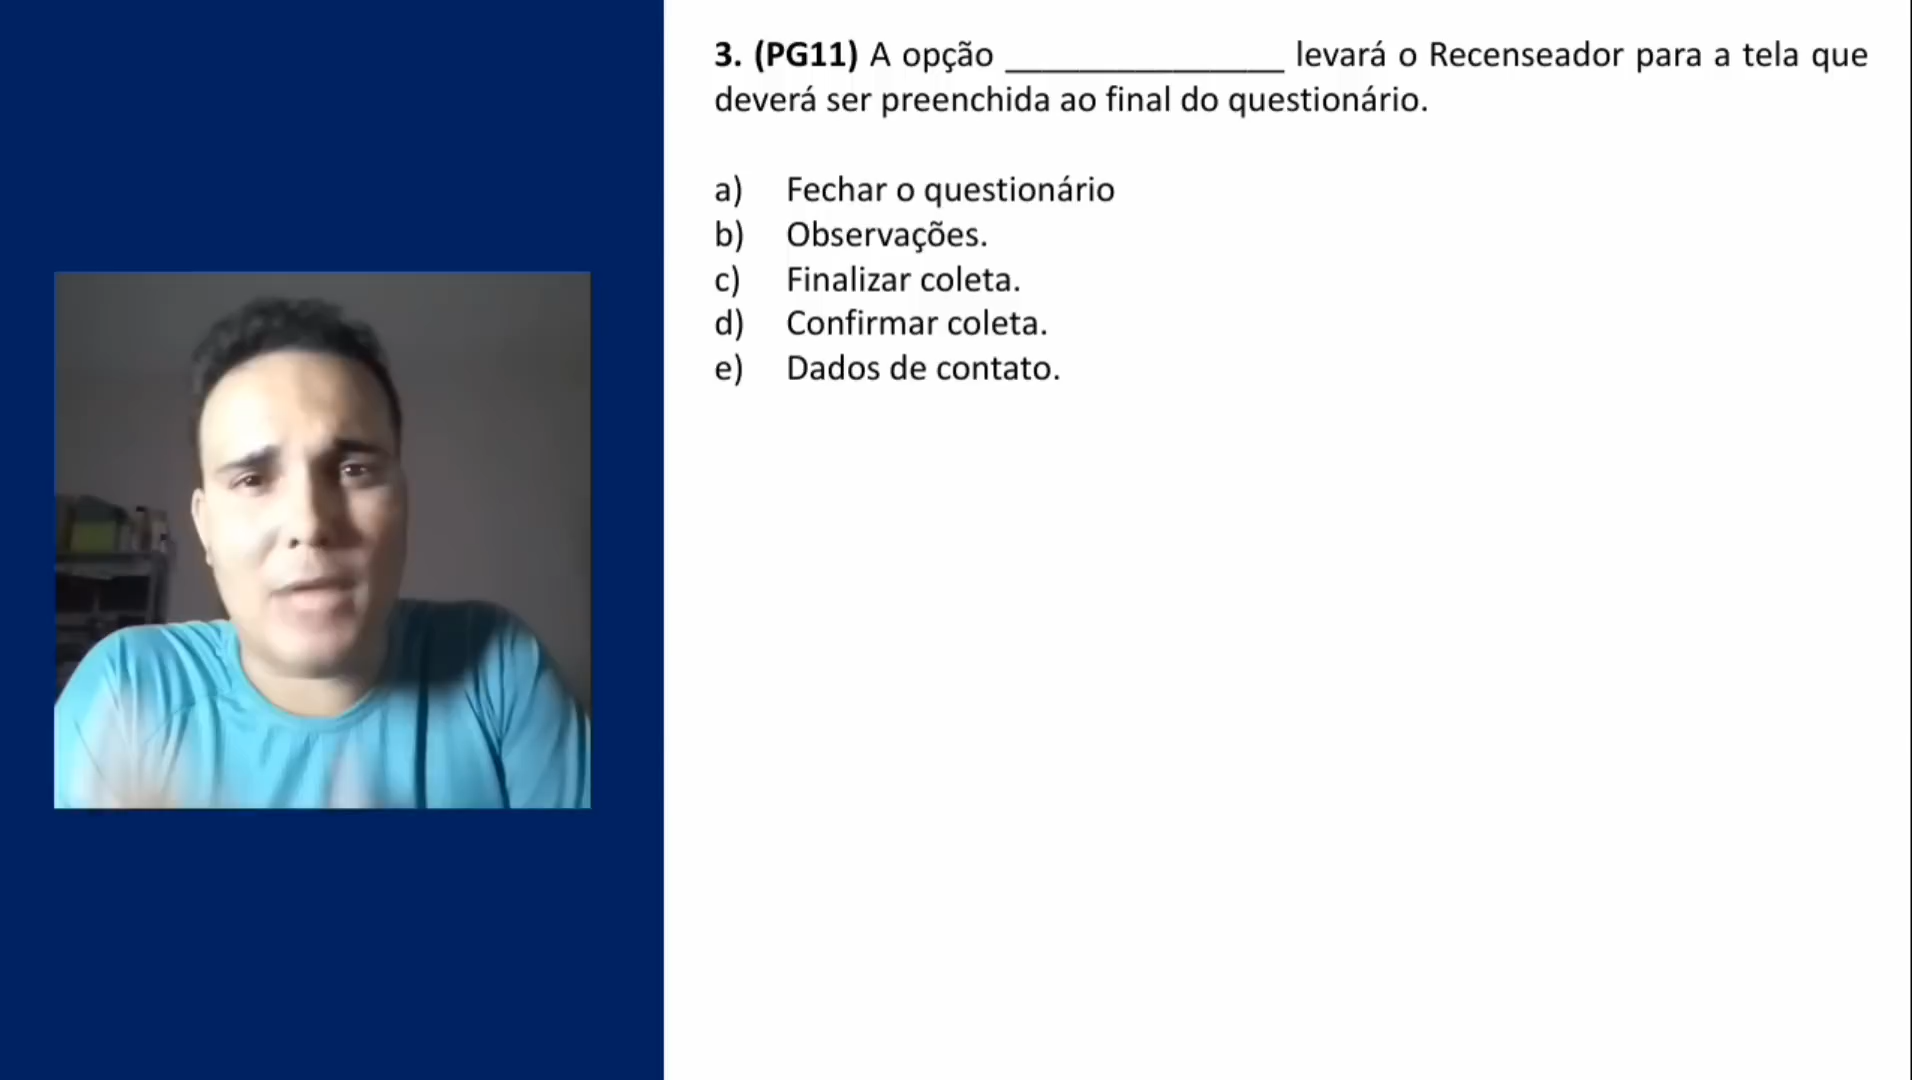 3. (PG11) A opção _______________ levará o Recenseador para a tela que
deverá ser preenchida ao final do questionário.
a) Fechar o questionário
b) Observações.
c) Finalizar coleta.
d) Confirmar coleta.
e) Dados de contato.